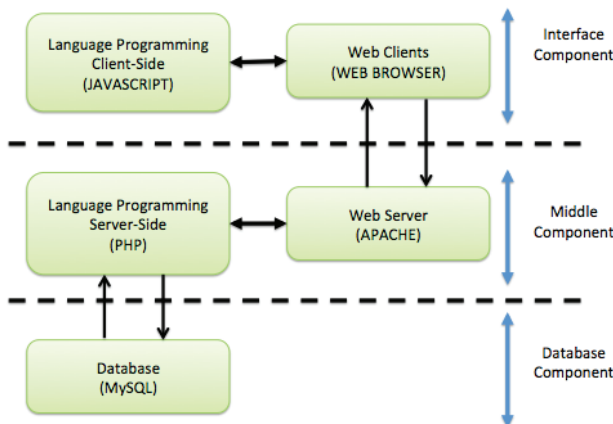 Language Programming
Client-Side
(JAVASCRIPT)
Web Clients
(WEB BROWSER)
Interface
Component
Language Programming
Server-Side
(PHP)
Web Server
(APACHE)
Middle
Component
Database
(MySQL)
Database
Component